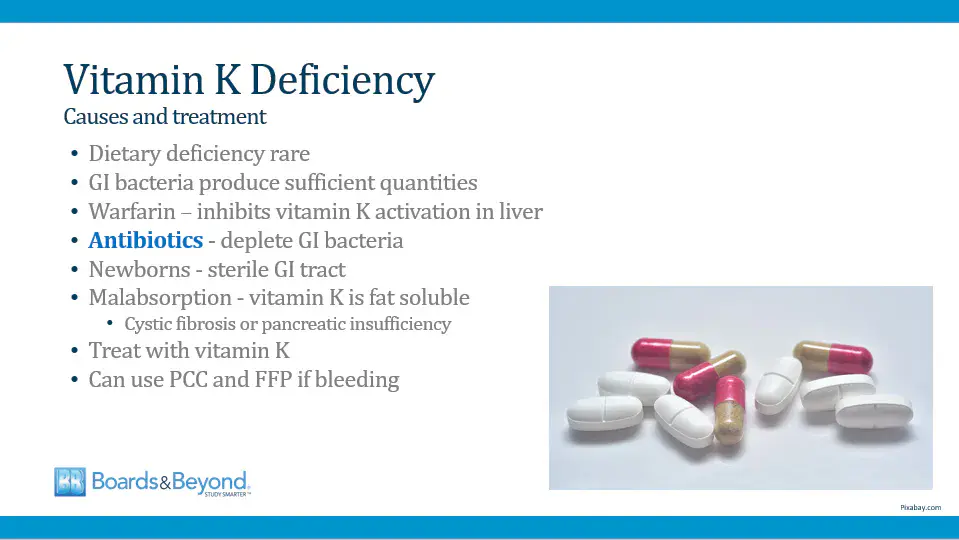 Vitamin K Deficiency
Causes and treatment
• Dietary deficiency rare
• GI bacteria produce sufficient quantities
• Warfarin – inhibits vitamin K activation in liver
• Antibiotics - deplete GI bacteria
• Newborns - sterile GI tract
• Malabsorption - vitamin K is fat soluble
• Cystic fibrosis or pancreatic insufficiency
• Treat with vitamin K
• Can use PCC and FFP if bleeding
BB Boards&Beyond®
STUDY SMARTER™
Pixabay.com